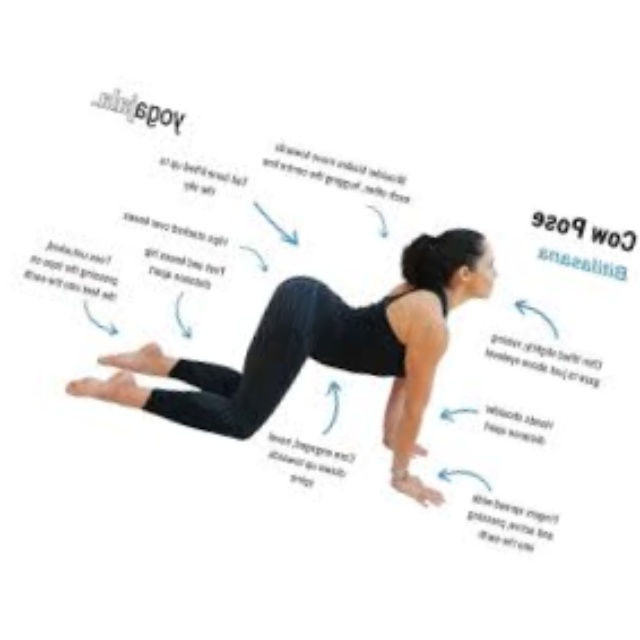 Cow Pose
Bitilasana
yogajala.
Shoulder blades move towards
each other, hugging the centre line
Tail bone lifted up to
the sky
Hips stacked over knees
Feet and knees hip
distance apart
Toes untucked,
pressing the tops of
the feet into the earth
Chin lifted slightly, raising
gaze to just above eyelevel
Hands shoulder
distance apart
Fingers spread wide
and active, pressing
into the earth
Core engaged, navel
draws up towards
spine